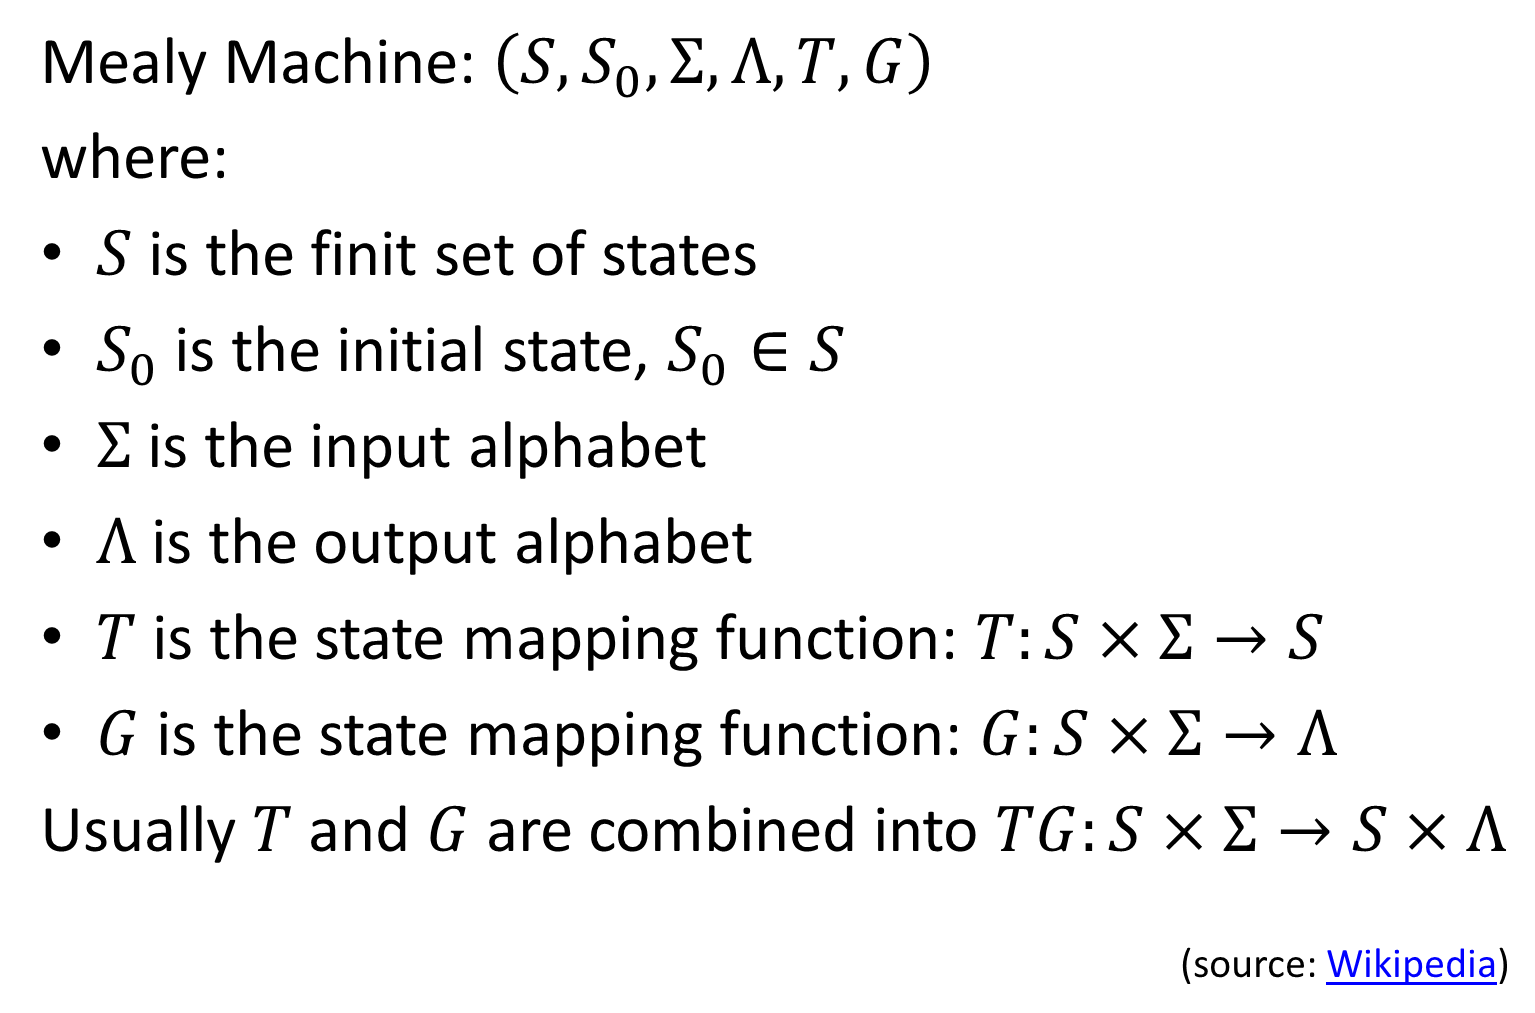 Mealy Machine: (S, S₀, Σ, Λ, T, G)
where:
• S is the finit set of states
• S₀ is the initial state, S₀ ∈ S
• Σ is the input alphabet
• Λ is the output alphabet
• T is the state mapping function: T: S × Σ → S
• G is the state mapping function: G: S × Σ → Λ
Usually T and G are combined into TG: S × Σ → S × Λ
(source: Wikipedia)